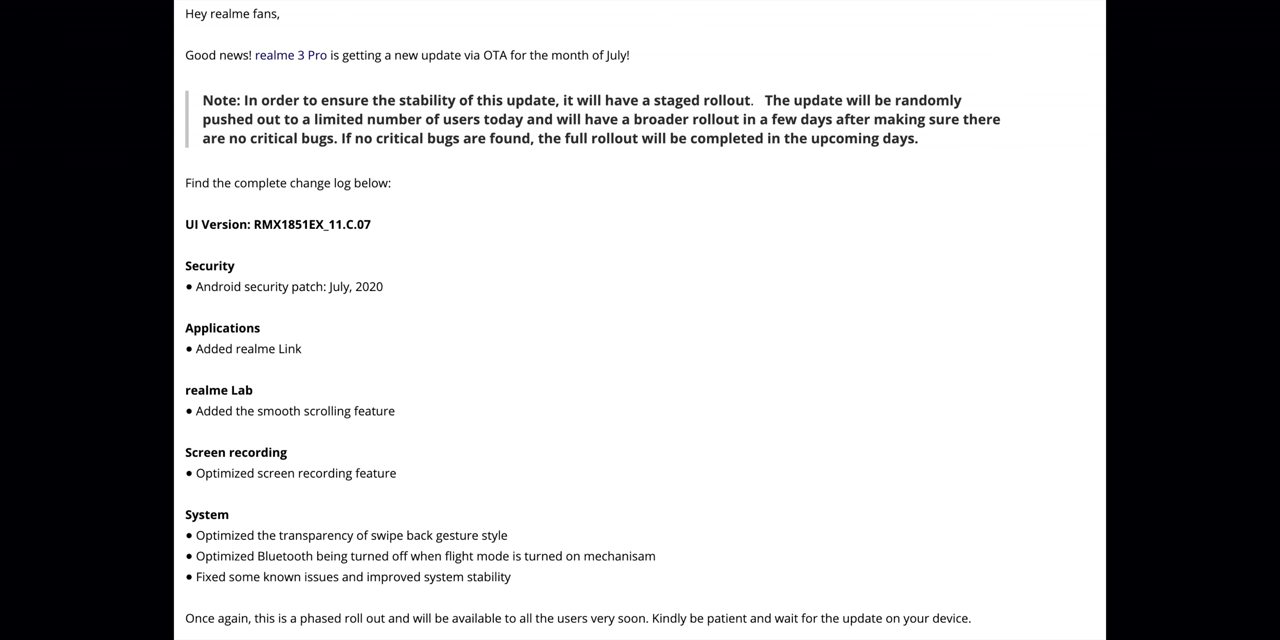 Hey realme fans,
Good news! realme 3 Pro is getting a new update via OTA for the month of July!
Note: In order to ensure the stability of this update, it will have a staged rollout.   The update will be randomly
pushed out to a limited number of users today and will have a broader rollout in a few days after making sure there
are no critical bugs. If no critical bugs are found, the full rollout will be completed in the upcoming days.
Find the complete change log below:
UI Version: RMX1851EX_11.C.07
Security
● Android security patch: July, 2020
Applications
● Added realme Link
realme Lab
● Added the smooth scrolling feature
Screen recording
● Optimized screen recording feature
System
● Optimized the transparency of swipe back gesture style
● Optimized Bluetooth being turned off when flight mode is turned on mechanisam
● Fixed some known issues and improved system stability
Once again, this is a phased roll out and will be available to all the users very soon. Kindly be patient and wait for the update on your device.